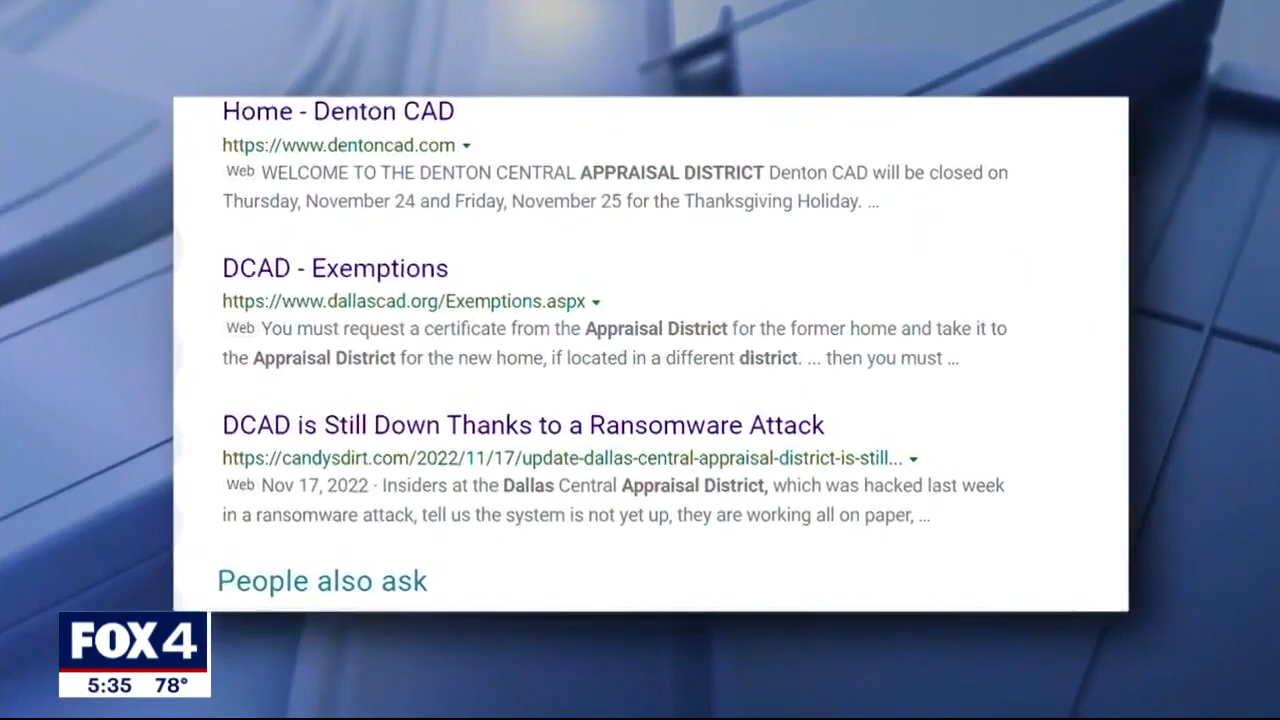 Home - Denton CAD
https://www.dentoncad.com
Web WELCOME TO THE DENTON CENTRAL APPRAISAL DISTRICT Denton CAD will be closed on
Thursday, November 24 and Friday, November 25 for the Thanksgiving Holiday. ...
DCAD - Exemptions
https://www.dallascad.org/Exemptions.aspx
Web You must request a certificate from the Appraisal District for the former home and take it to
the Appraisal District for the new home, if located in a different district. ... then you must ...
DCAD is Still Down Thanks to a Ransomware Attack
https://candysdirt.com/2022/11/17/update-dallas-central-appraisal-district-is-still...
Web Nov 17, 2022 · Insiders at the Dallas Central Appraisal District, which was hacked last week
in a ransomware attack, tell us the system is not yet up, they are working all on paper, ...
People also ask
FOX 4
5:35 78°